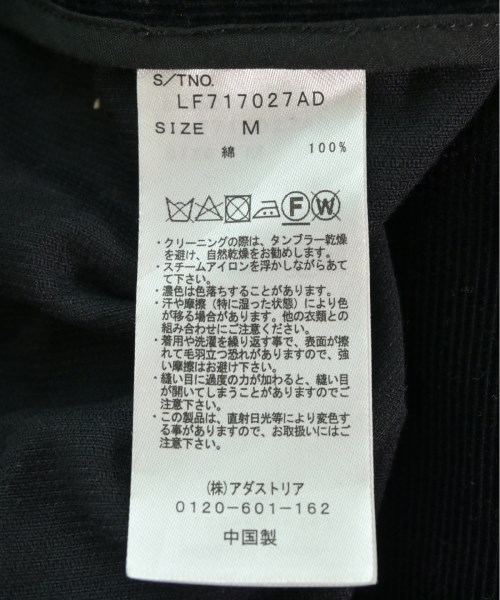 S/TNO.
LF717027AD
SIZE M
綿 100%
F W
・クリーニングの際は、タンブラー乾燥
を避け、自然乾燥をお勧めします。
・スチームアイロンを浮かしながらあて
て下さい。
・濃色は色落ちすることがあります。
・汗や摩擦（特に湿った状態）により色
が移る場合があります。他の衣類との
組み合わせにご注意ください。
・着用や洗濯を繰り返す事で、表面が擦
れて毛羽立つ恐れがありますので、強
い摩擦はお避け下さい。
・縫い目に過度の力が加わると、縫い目
が開いてしまうことがありますのでご
注意下さい。
・この製品は、直射日光等により変色す
る事がありますので、お取扱いにはご
注意下さい。
(株)アダストリア
0120-601-162
中国製